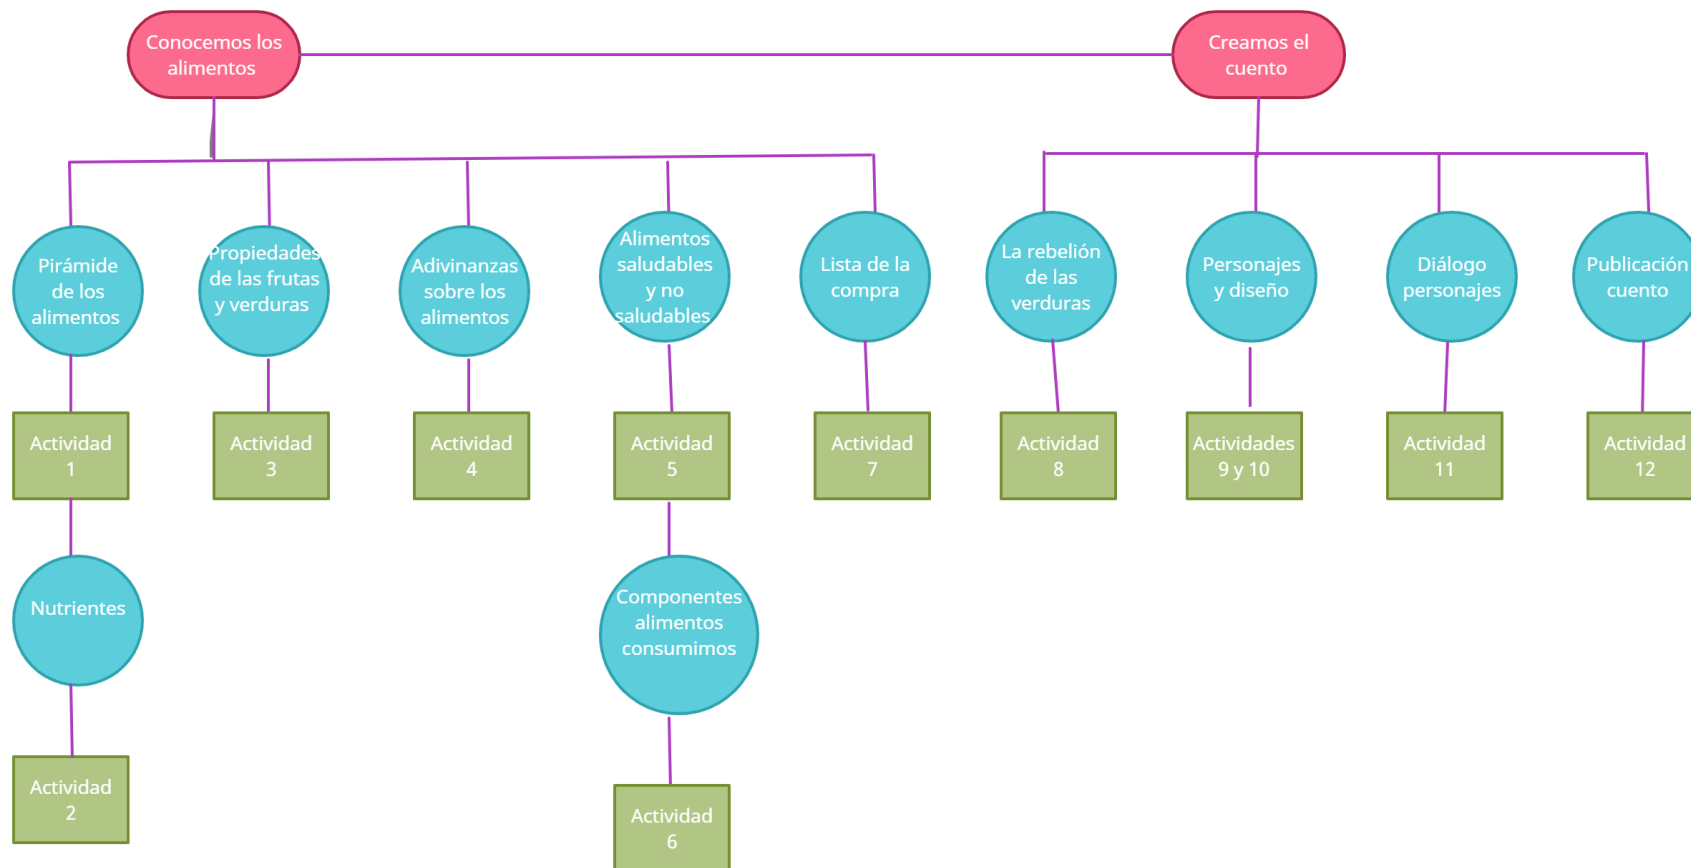 Conocemos los
alimentos
Creamos el
cuento
Pirámide
de los
alimentos
Propiedades
de las frutas
y verduras
Adivinanzas
sobre los
alimentos
Alimentos
saludables
y no
saludables
Lista de la
compra
La rebelión
de las
verduras
Personajes
y diseño
Diálogo
personajes
Publicación
cuento
Actividad
1
Actividad
3
Actividad
4
Actividad
5
Actividad
7
Actividad
8
Actividades
9 y 10
Actividad
11
Actividad
12
Nutrientes
Componentes
alimentos
consumimos
Actividad
2
Actividad
6